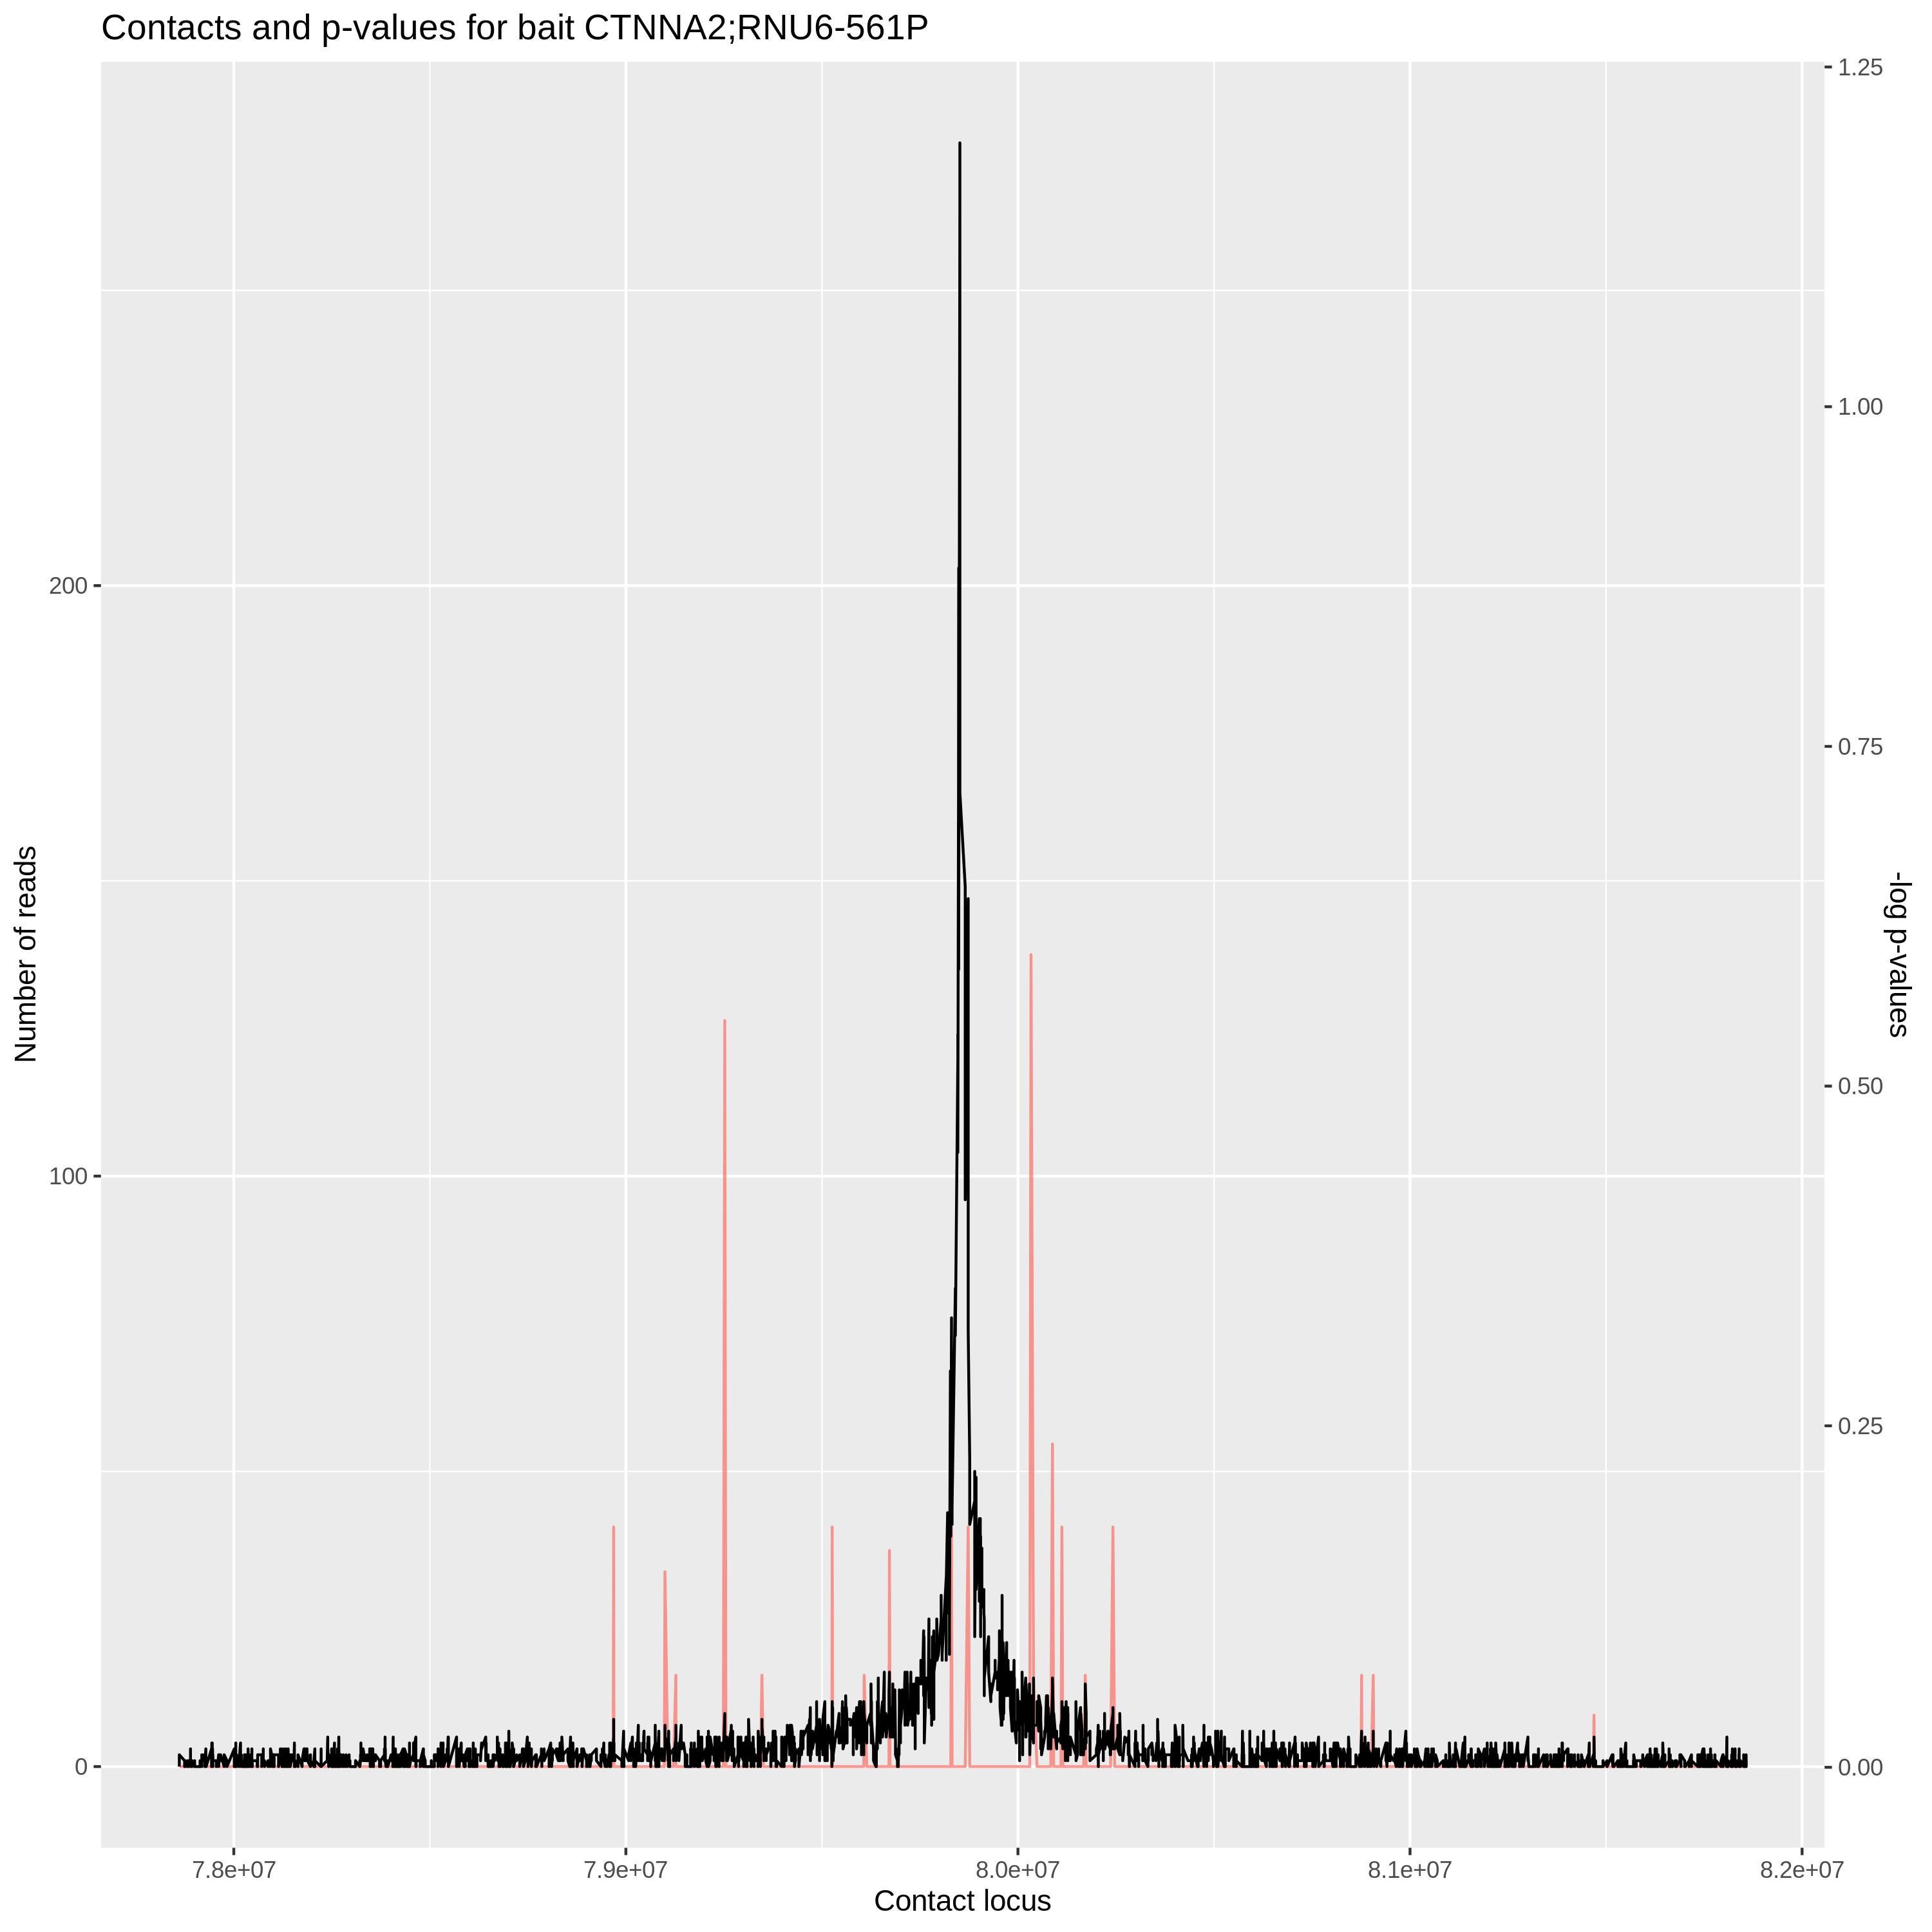 Contacts and p-values for bait CTNNA2;RNU6-561P
Number of reads
200
100
0
1.25
1.00
0.75
0.50
0.25
0.00
-log p-values
7.8e+07
7.9e+07
8.0e+07
8.1e+07
8.2e+07
Contact locus